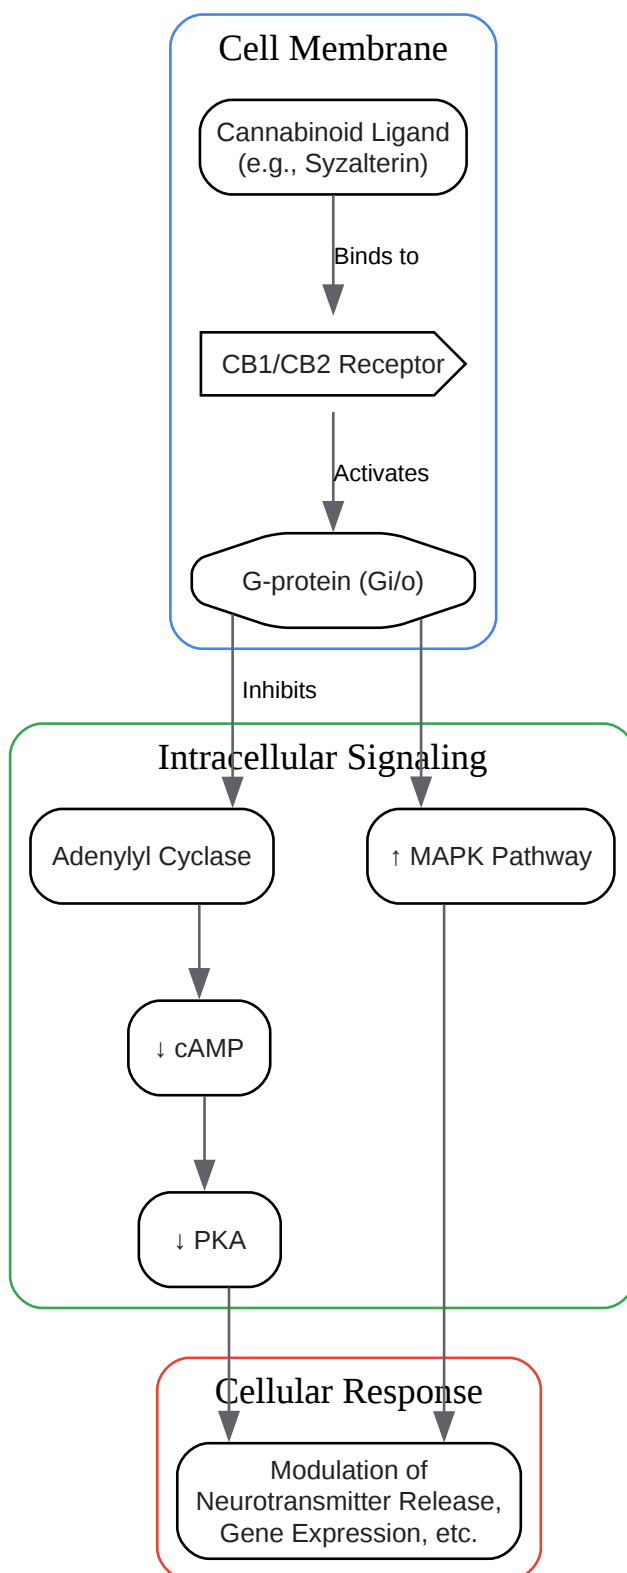 Cell Membrane
Cannabinoid Ligand
(e.g., Syzalterin)
Binds to
CB1/CB2 Receptor
Activates
G-protein (Gi/o)
Inhibits
Intracellular Signaling
Adenylyl Cyclase
↑ MAPK Pathway
↓ cAMP
↓ PKA
Cellular Response
Modulation of
Neurotransmitter Release,
Gene Expression, etc.